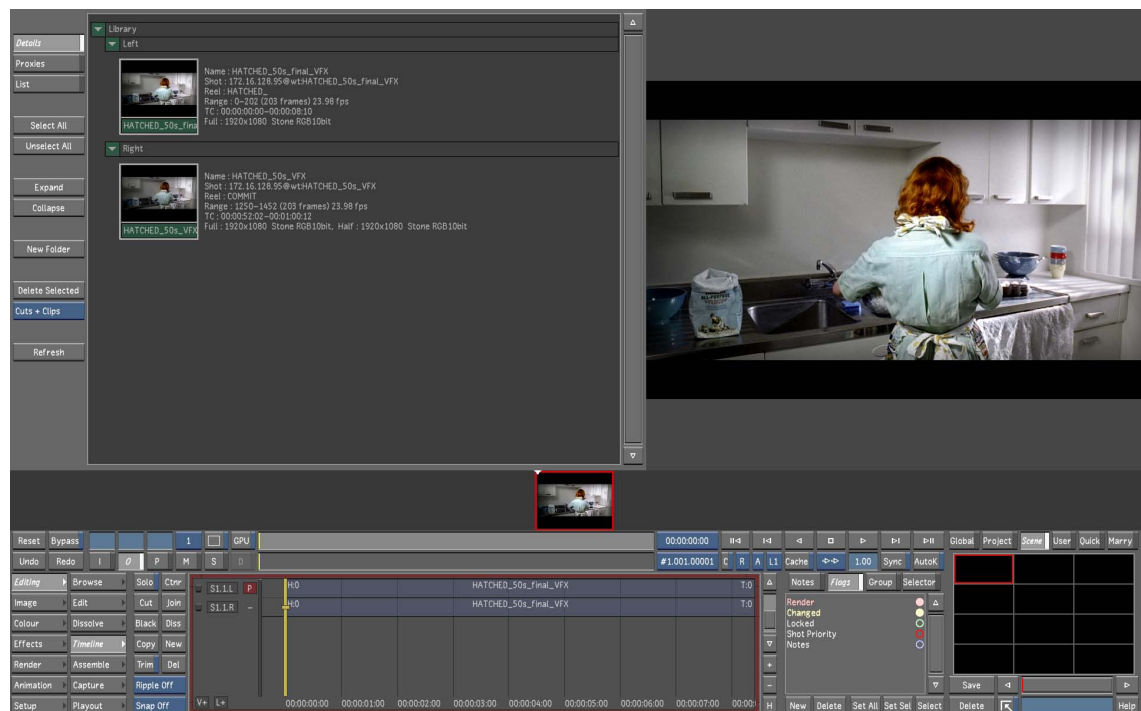 Library
Details
Left
Proxies
List
Name : HATCHED_50s_final_VFX
Shot : 172.16.128.95@wt:HATCHED_50s_final_VFX
Reel : HATCHED_
Range : 0-202 (203 frames) 23.98 fps
TC : 00:00:00:00-00:00:08:10
Full : 1920x1080 Stone RGB10bit
HATCHED_50s_fina
Select All
Unselect All
Right
Name : HATCHED_50s_VFX
Shot : 172.16.128.95@wt:HATCHED_50s_VFX
Reel : COMMIT
Range : 1250-1452 (203 frames) 23.98 fps
TC : 00:00:52:02-00:01:00:12
Full : 1920x1080 Stone RGB10bit, Half : 1920x1080 Stone RGB10bit
HATCHED_50s_VFX
Expand
Collapse
New Folder
Delete Selected
Cuts + Clips
Refresh
ALL-PURPOSE
Reset Bypass 1 GPU 00:00:00:00 Global Project Scene User Quick Marry
Undo Redo I O P M S D #1.001.00001 C R A L1 Cache 1.00 Sync AutoK
Editing Browse Solo Ctnr S1.1.L P H:0 HATCHED_50s_final_VFX T:0 Notes Flags Group Selector
Image Edit Cut Join S1.1.R - H:0 HATCHED_50s_final_VFX T:0 Render
Changed
Colour Dissolve Black Diss Locked
Shot Priority
Effects Timeline Copy New Notes
Render Assemble Trim Del
Animation Capture Ripple Off Save
Setup Playout Snap Off V+ L+ 00:00:00:00 00:00:01:00 00:00:02:00 00:00:03:00 00:00:04:00 00:00:05:00 00:00:06:00 00:00:07:00 00:00: H New Delete Set All Set Sel Select Delete Help